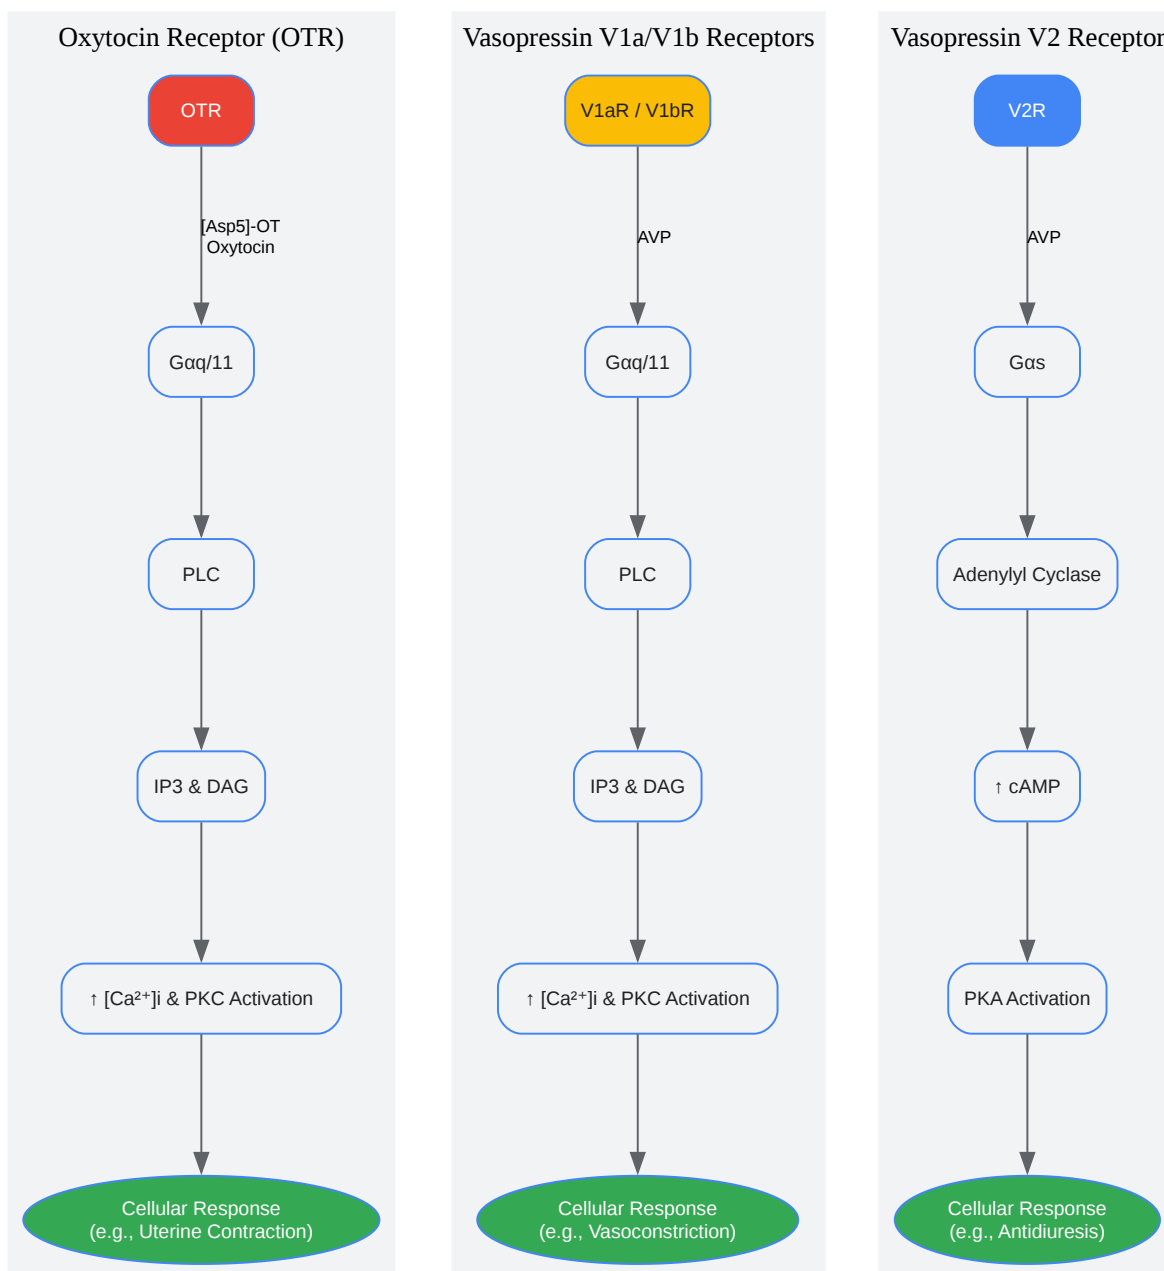 Oxytocin Receptor (OTR)
OTR
[Asp5]-OT
Oxytocin
Gαq/11
PLC
IP3 & DAG
↑ [Ca²⁺]i & PKC Activation
Cellular Response
(e.g., Uterine Contraction)
Vasopressin V1a/V1b Receptors
V1aR / V1bR
AVP
Gαq/11
PLC
IP3 & DAG
↑ [Ca²⁺]i & PKC Activation
Cellular Response
(e.g., Vasoconstriction)
Vasopressin V2 Receptor
V2R
AVP
Gαs
Adenylyl Cyclase
↑ cAMP
PKA Activation
Cellular Response
(e.g., Antidiuresis)